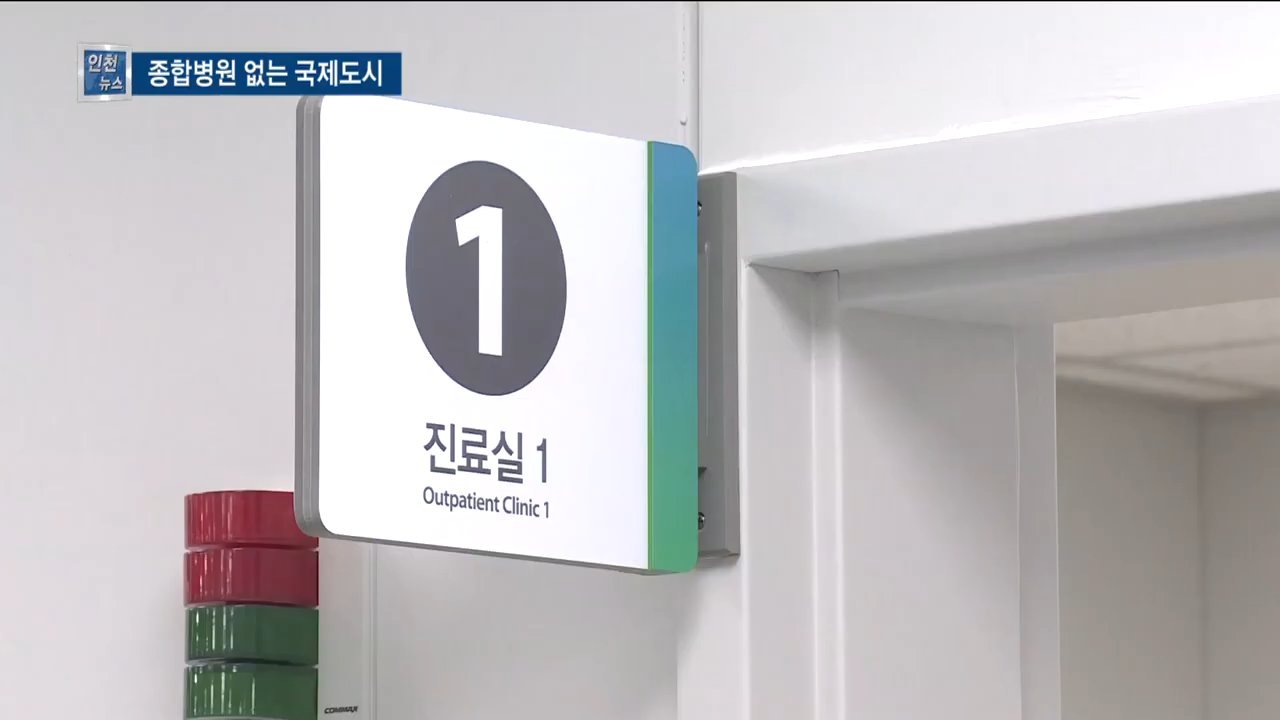 인천
뉴스
종합병원 없는 국제도시
1
진료실 1
Outpatient Clinic 1
COMMAX